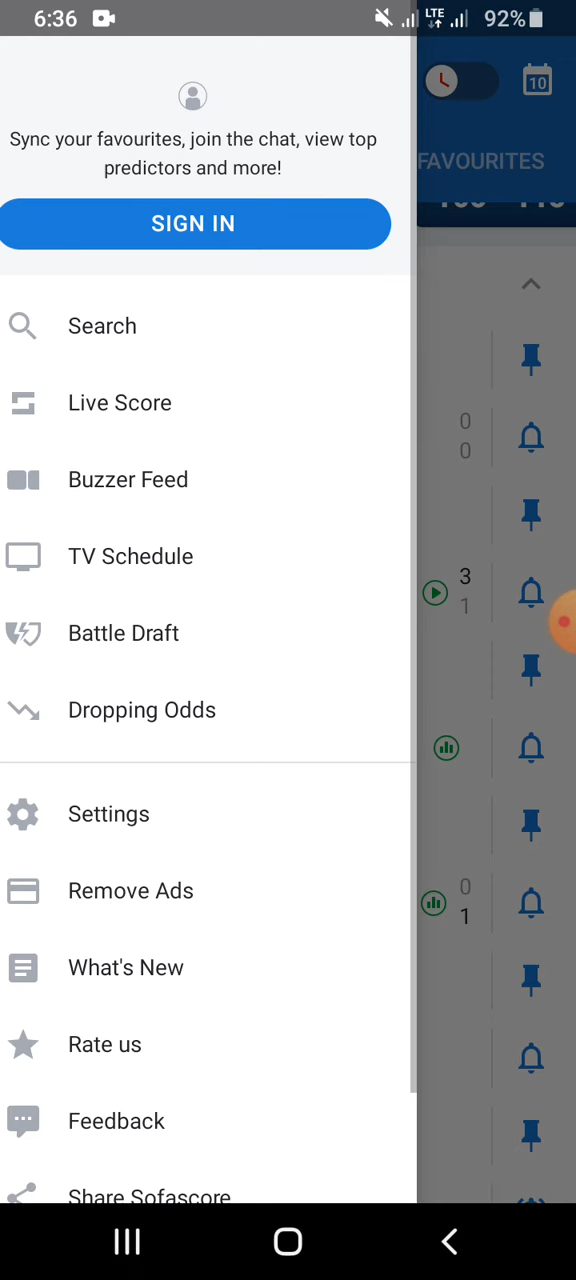 6:36 LTE 92%
10
Sync your favourites, join the chat, view top
predictors and more!
FAVOURITES
SIGN IN
Search
Live Score
0
0
Buzzer Feed
TV Schedule
3
1
Battle Draft
Dropping Odds
Settings
Remove Ads
0
1
What's New
Rate us
Feedback
Share Sofascore